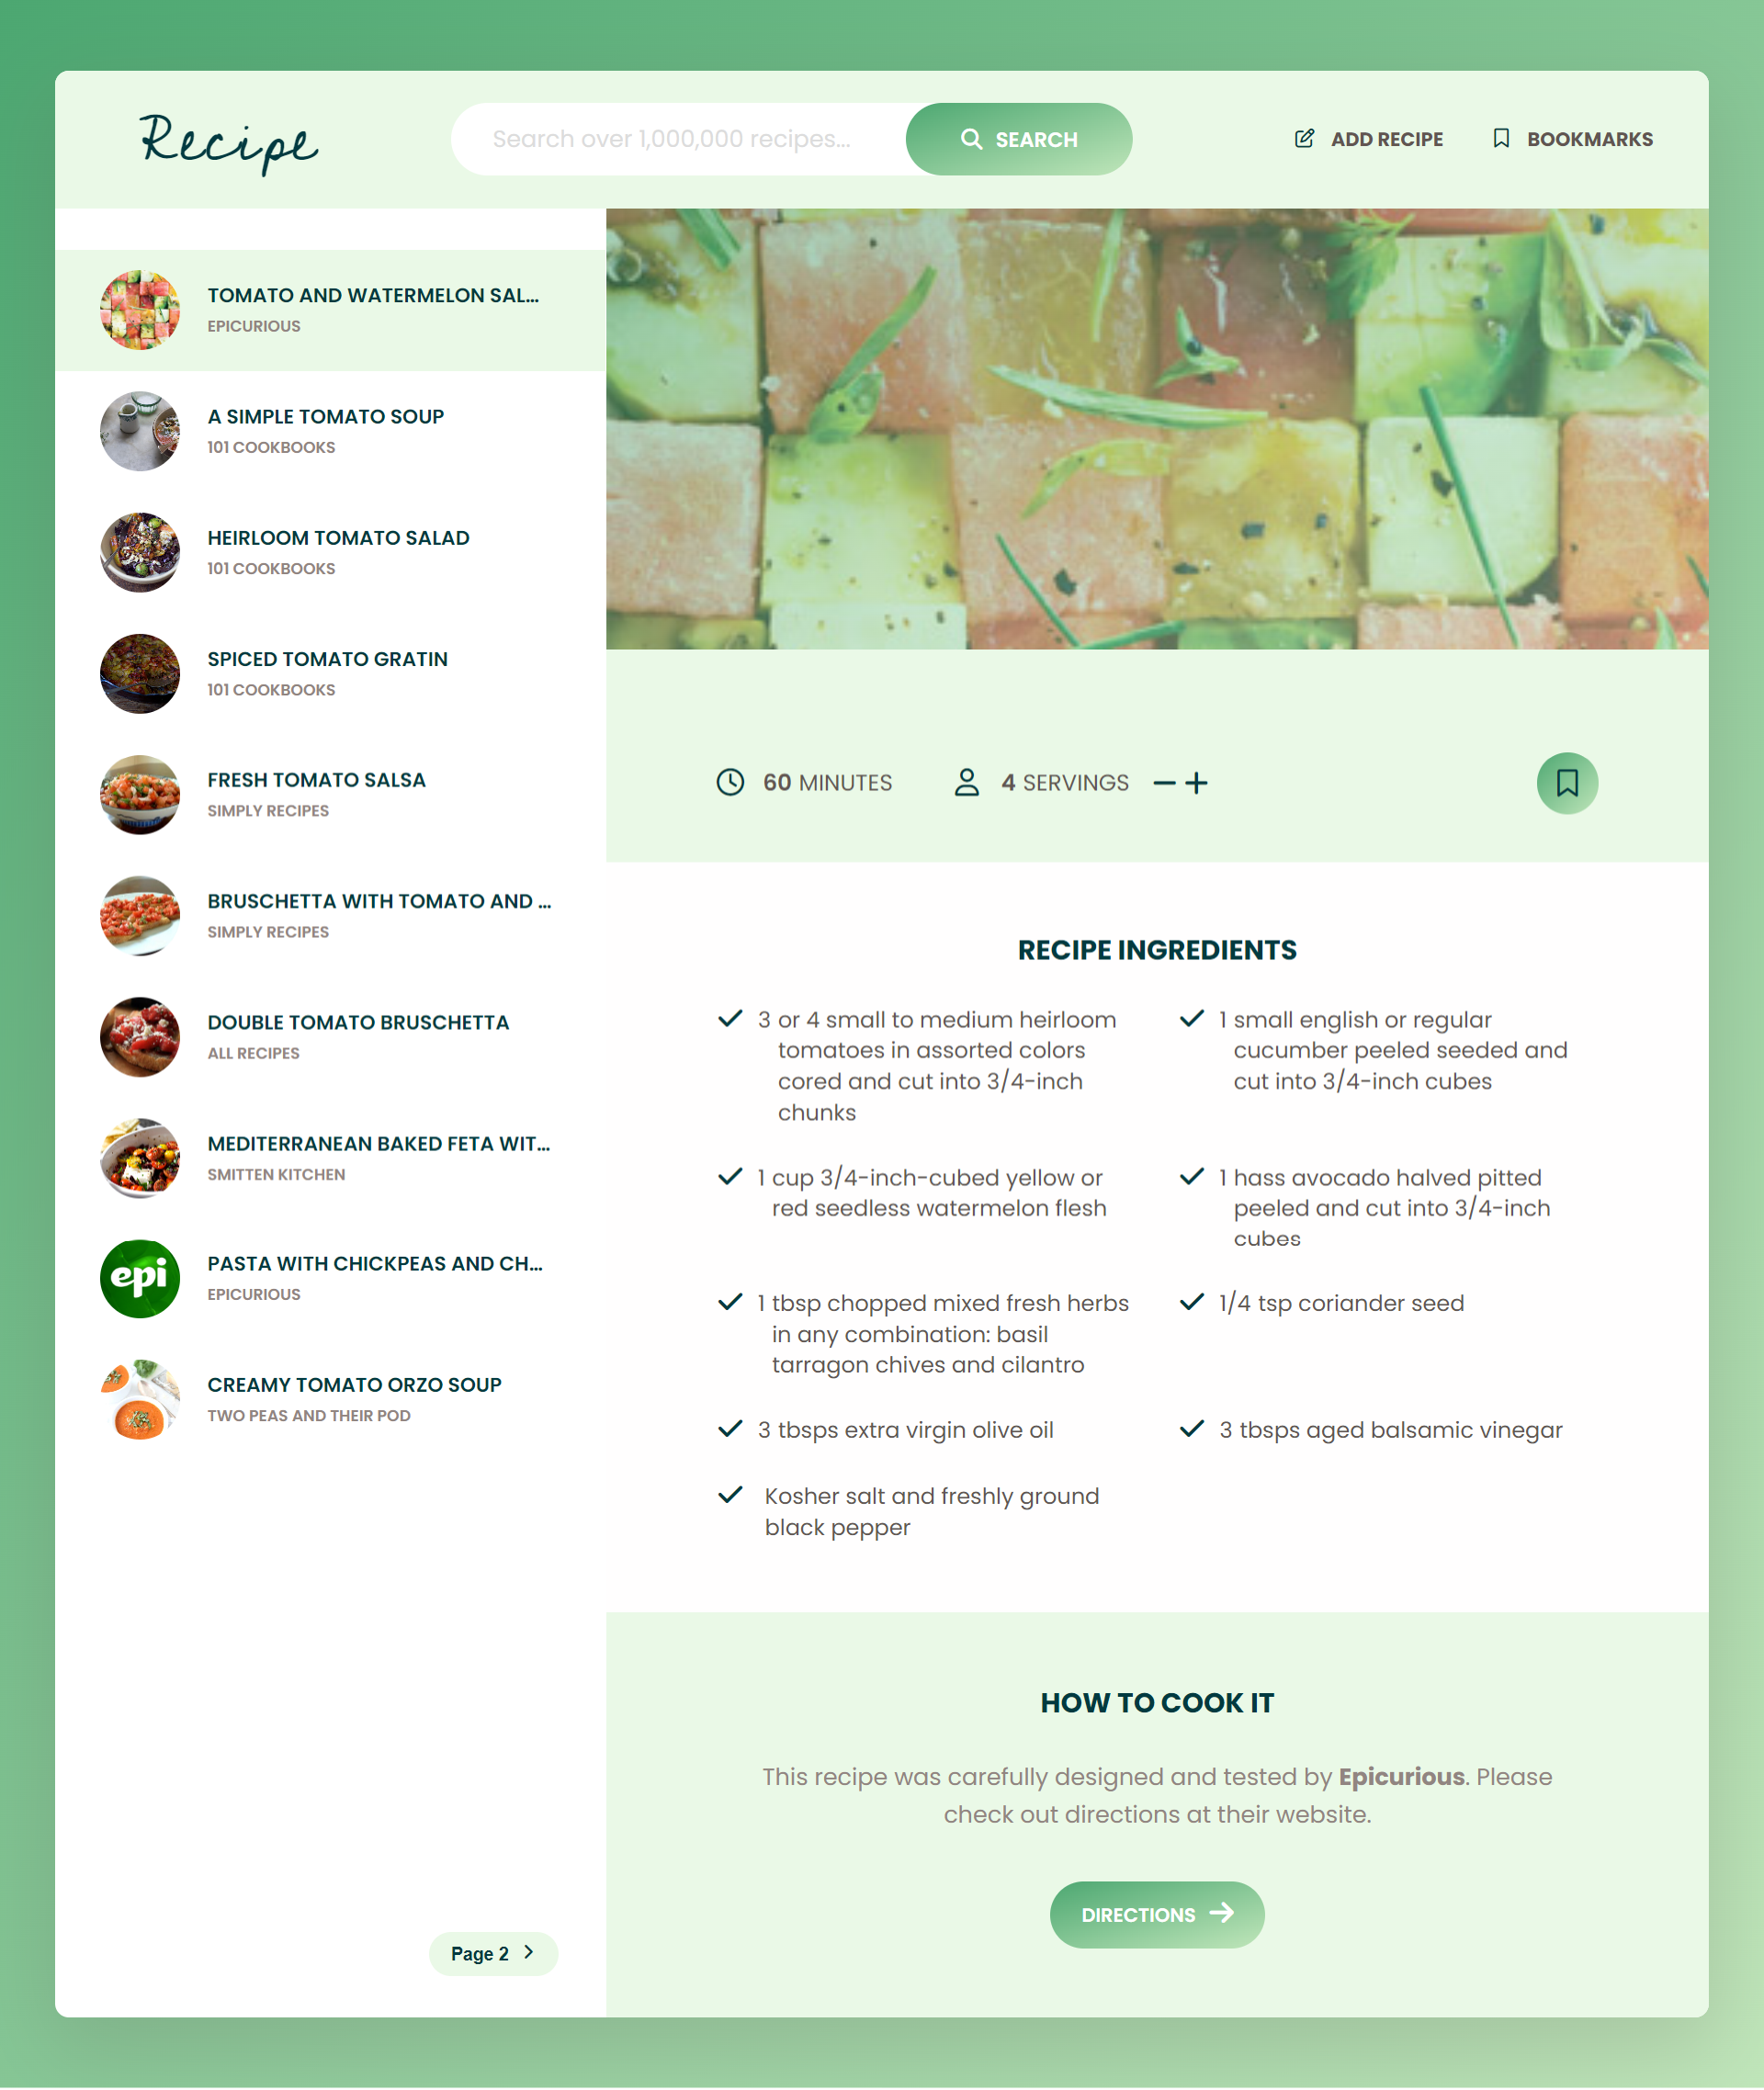 Recipe
Search over 1,000,000 recipes...
SEARCH
ADD RECIPE
BOOKMARKS
TOMATO AND WATERMELON SAL...
EPICURIOUS
A SIMPLE TOMATO SOUP
101 COOKBOOKS
HEIRLOOM TOMATO SALAD
101 COOKBOOKS
SPICED TOMATO GRATIN
101 COOKBOOKS
FRESH TOMATO SALSA
SIMPLY RECIPES
BRUSCHETTA WITH TOMATO AND ...
SIMPLY RECIPES
DOUBLE TOMATO BRUSCHETTA
ALL RECIPES
MEDITERRANEAN BAKED FETA WIT...
SMITTEN KITCHEN
epi
PASTA WITH CHICKPEAS AND CH...
EPICURIOUS
CREAMY TOMATO ORZO SOUP
TWO PEAS AND THEIR POD
Page 2
60 MINUTES
4 SERVINGS
RECIPE INGREDIENTS
3 or 4 small to medium heirloom
tomatoes in assorted colors
cored and cut into 3/4-inch
chunks
1 small english or regular
cucumber peeled seeded and
cut into 3/4-inch cubes
1 cup 3/4-inch-cubed yellow or
red seedless watermelon flesh
1 hass avocado halved pitted
peeled and cut into 3/4-inch
cubes
1 tbsp chopped mixed fresh herbs
in any combination: basil
tarragon chives and cilantro
1/4 tsp coriander seed
3 tbsps extra virgin olive oil
3 tbsps aged balsamic vinegar
Kosher salt and freshly ground
black pepper
HOW TO COOK IT
This recipe was carefully designed and tested by Epicurious. Please
check out directions at their website.
DIRECTIONS